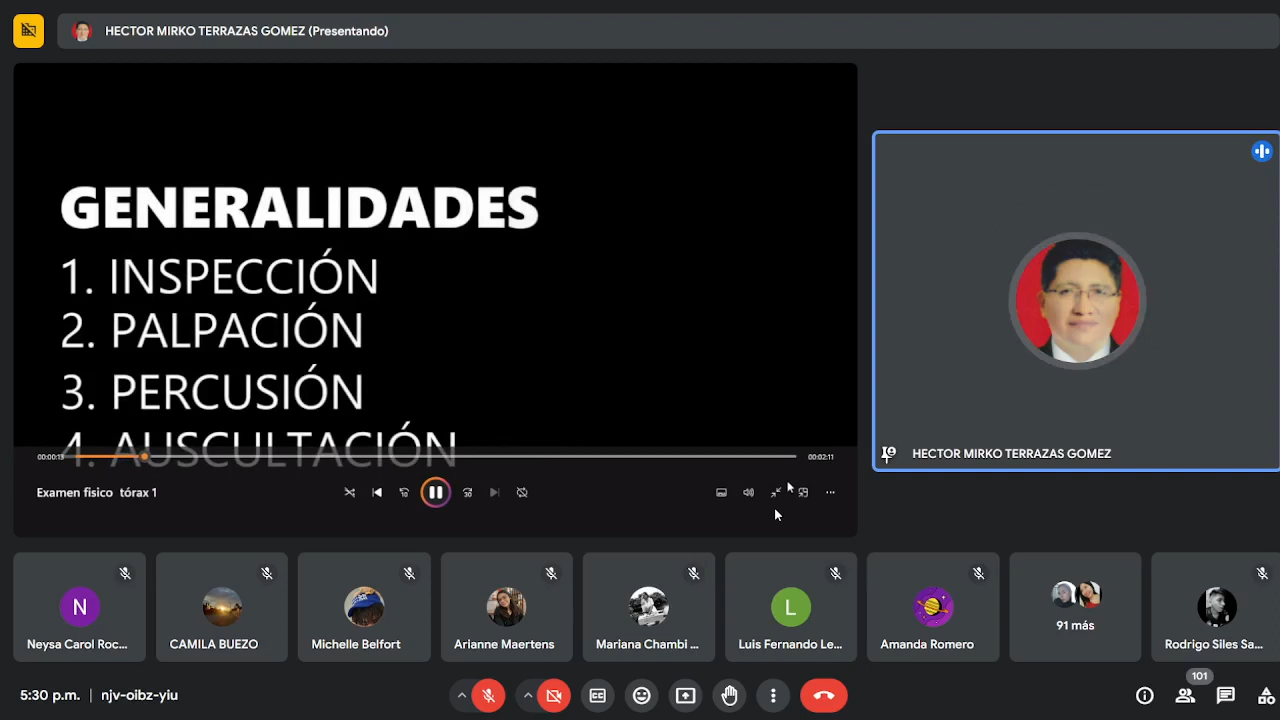 HECTOR MIRKO TERRAZAS GOMEZ (Presentando)
GENERALIDADES
1. INSPECCIÓN
2. PALPACIÓN
3. PERCUSIÓN
4. AUSCULTACIÓN
00:00:13
00:02:11
Examen fisico tórax 1
HECTOR MIRKO TERRAZAS GOMEZ
N
Neysa Carol Roc...
CAMILA BUEZO
Michelle Belfort
Arianne Maertens
Mariana Chambi ...
L
Luis Fernando Le...
Amanda Romero
91 más
Rodrigo Siles Sa...
5:30 p.m. | njv-oibz-yiu
101